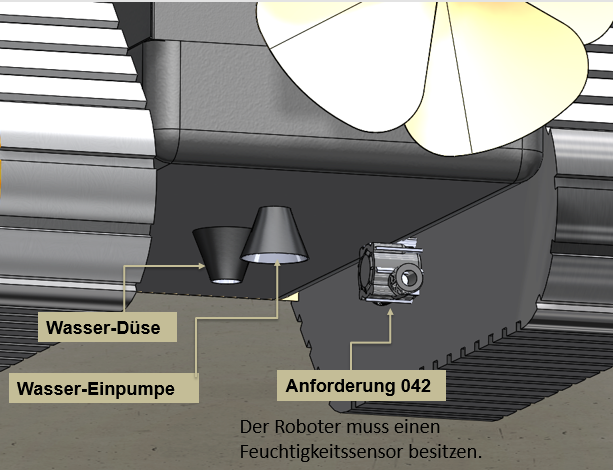 Wasser-Düse
Wasser-Einpumpe
Anforderung 042
Der Roboter muss einen
Feuchtigkeitssensor besitzen.